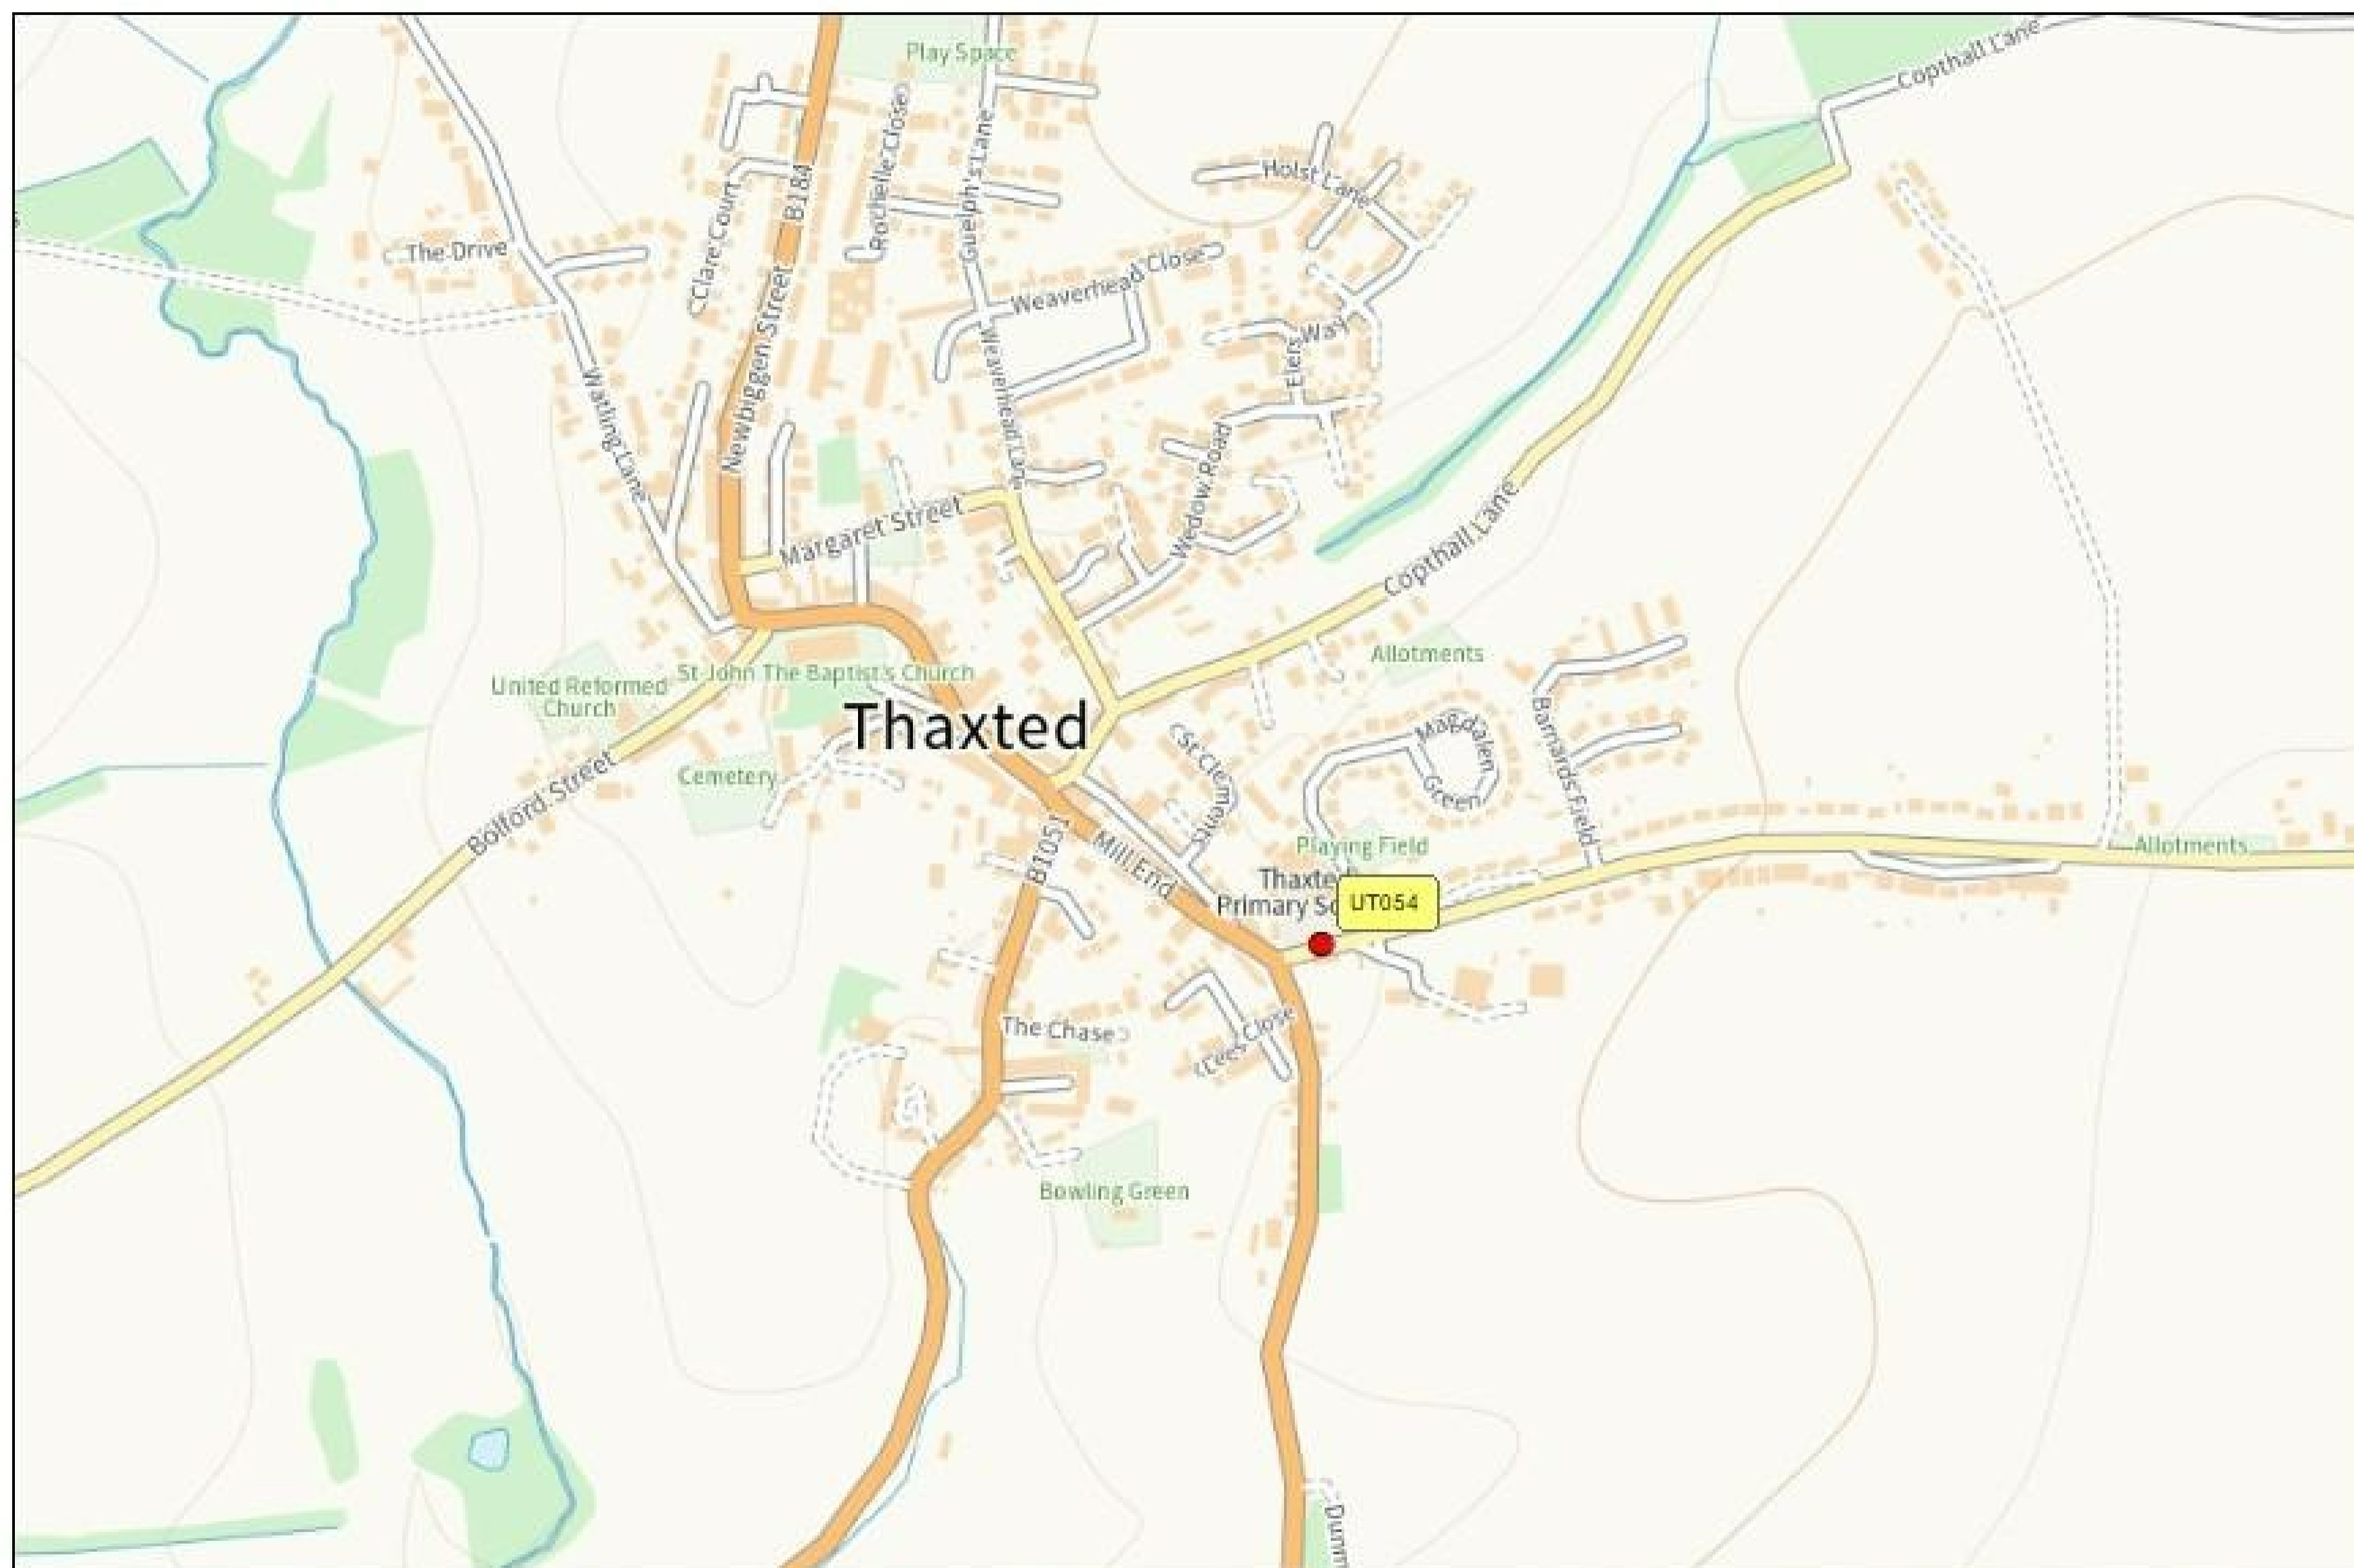 Play Space
Copthall Lane
Rochelle Close
Guelph's Lane
Holst Lane
B184
Clare Court
The Drive
Weaverhead Close
Newbiggen Street
Way
Elers
Weaverhead Lane
Watling Lane
Wedow Road
Margaret Street
Copthall Lane
Allotments
St John The Baptist's Church
United Reformed
Church
Thaxted
Magdalen
Green
Barnards Field
St Clements
Cemetery
Bolford Street
B1051
Mill End
Playing Field
Allotments
Primary
UT054
The Chase
Lees Close
Bowling Green